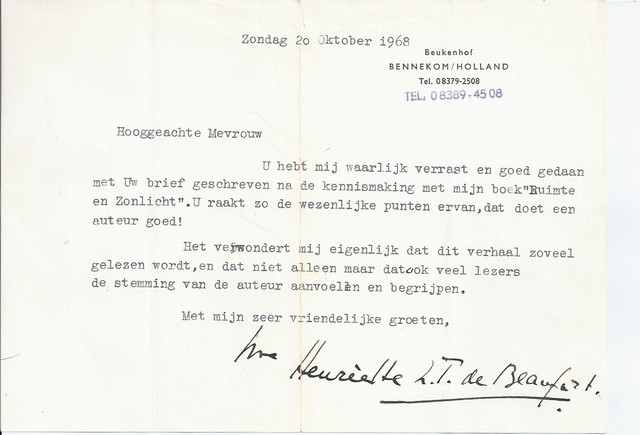 Zondag 20 Oktober 1968
Beukenhof
BENNEKOM/HOLLAND
Tel. 08379-2508
TEL. 08389-4508
Hooggeachte Mevrouw
U hebt mij waarlijk verrast en goed gedaan
met Uw brief geschreven na de kennismaking met mijn boek"Ruimte
en Zonlicht".U raakt zo de wezenlijke punten ervan,dat doet een
auteur goed!
Het verwondert mij eigenlijk dat dit verhaal zoveel
gelezen wordt,en dat niet alleen maar datook veel lezers
de stemming van de auteur aanvoelen en begrijpen.
Met mijn zeer vriendelijke groeten,
Henriëtte L.T. de Beaufort.